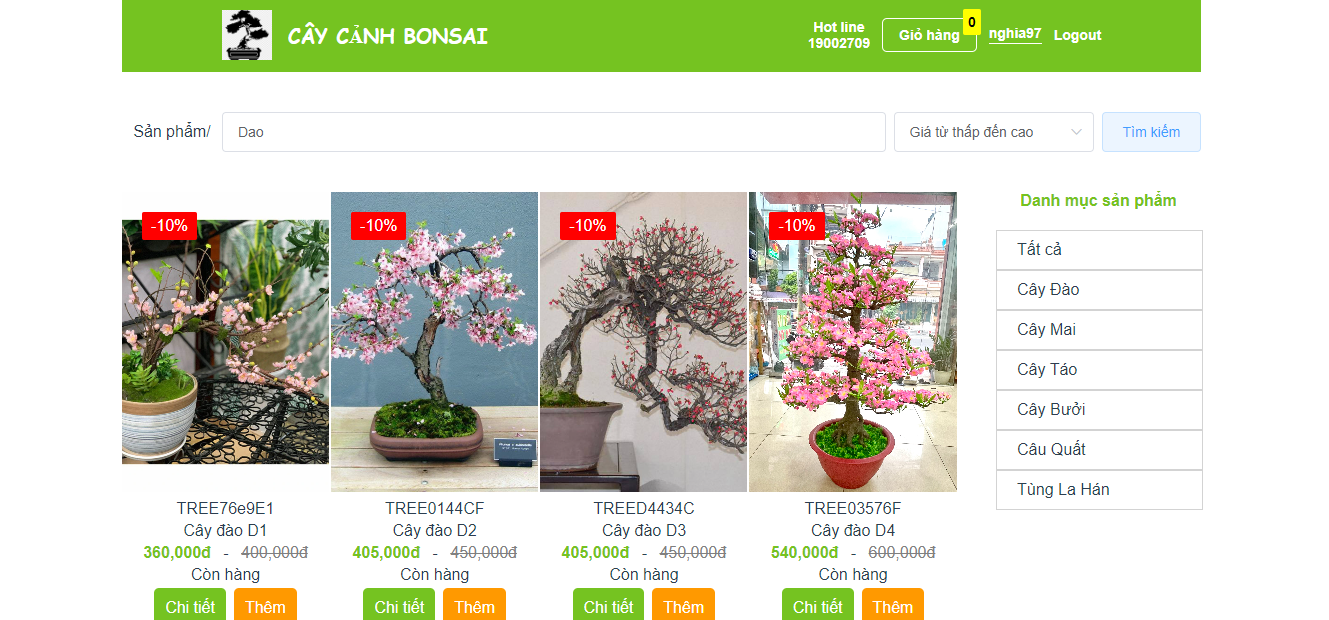 CÂY CẢNH BONSAI
Hot line
19002709
Giỏ hàng
0
nghia97
Logout
Sản phẩm/
Dao
Giá từ thấp đến cao
Tìm kiếm
-10%
-10%
-10%
-10%
TREE76e9E1
Cây đào D1
360,000đ - 400,000đ
Còn hàng
Chi tiết
Thêm
TREE0144CF
Cây đào D2
405,000đ - 450,000đ
Còn hàng
Chi tiết
Thêm
TREED4434C
Cây đào D3
405,000đ - 450,000đ
Còn hàng
Chi tiết
Thêm
TREE03576F
Cây đào D4
540,000đ - 600,000đ
Còn hàng
Chi tiết
Thêm
Danh mục sản phẩm
Tất cả
Cây Đào
Cây Mai
Cây Táo
Cây Bưởi
Câu Quất
Tùng La Hán